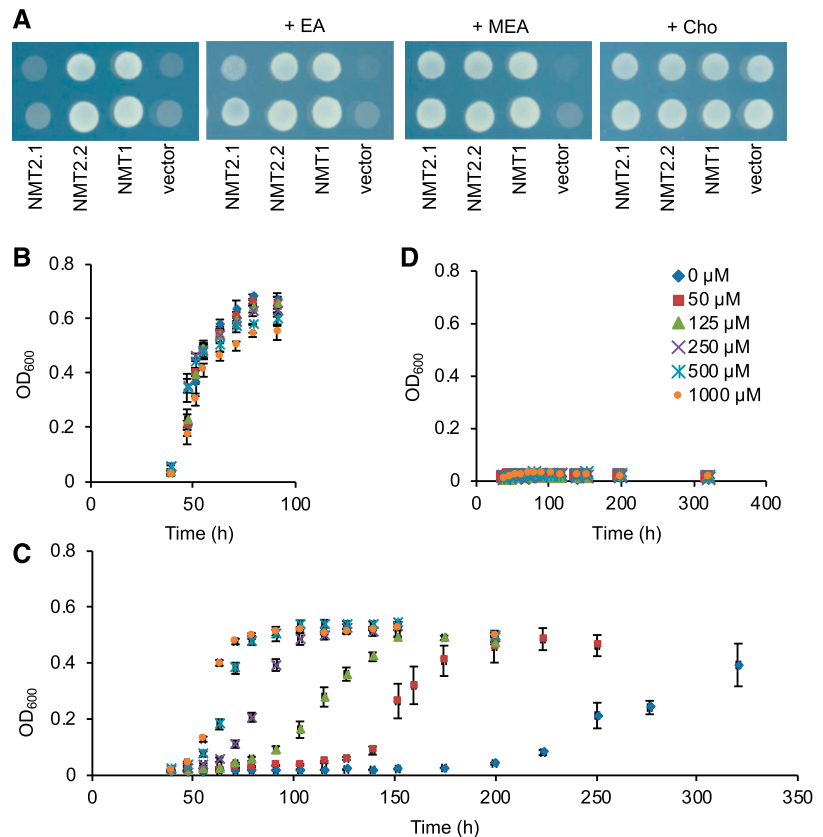 A
+ EA
+ MEA
+ Cho
NMT2.1
NMT2.2
NMT1
vector
NMT2.1
NMT2.2
NMT1
vector
NMT2.1
NMT2.2
NMT1
vector
NMT2.1
NMT2.2
NMT1
vector
B
0.8
0.6
0.4
0.2
0
OD600
0 50 100
Time (h)
D
0.8
0.6
0.4
0.2
0
OD600
0 100 200 300 400
Time (h)
0 µM
50 µM
125 µM
250 µM
500 µM
1000 µM
C
0.8
0.6
0.4
0.2
0
OD600
0 50 100 150 200 250 300 350
Time (h)